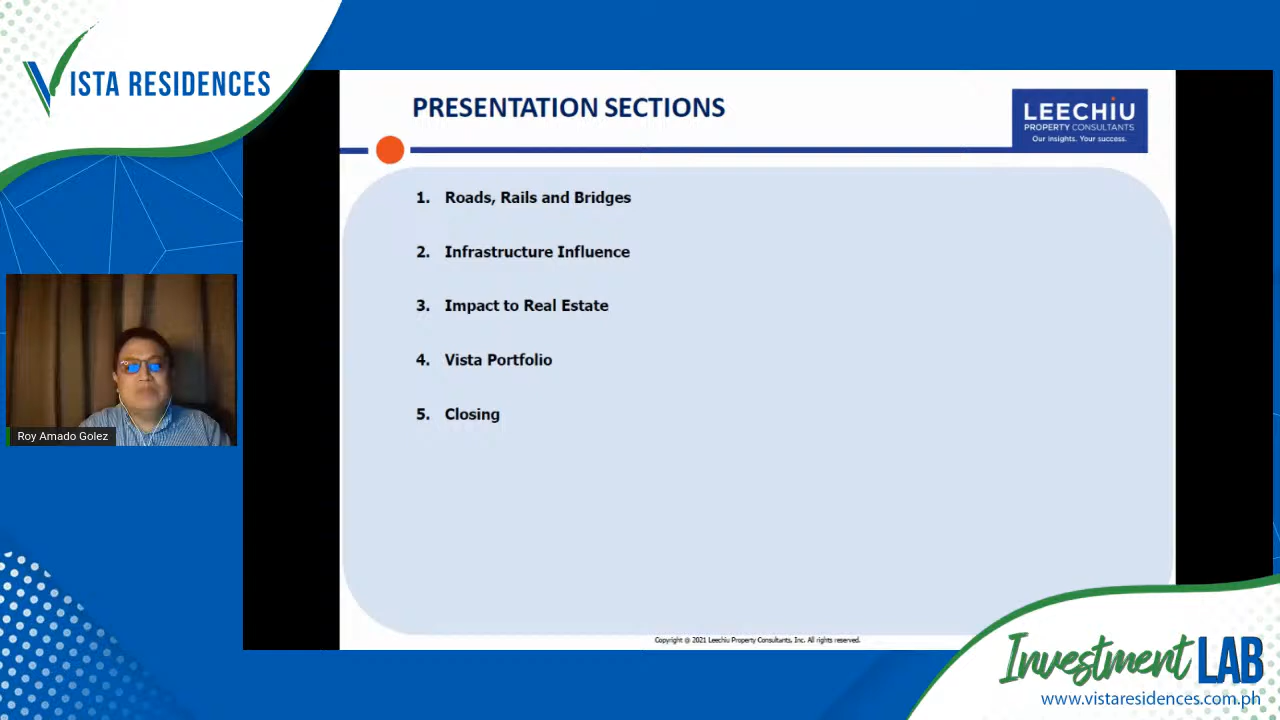 VISTA RESIDENCES
PRESENTATION SECTIONS
LEECHiU
PROPERTY CONSULTANTS
Our insights. Your success.
1. Roads, Rails and Bridges
2. Infrastructure Influence
3. Impact to Real Estate
4. Vista Portfolio
5. Closing
Roy Amado Golez
Copyright @ 2021 Leechiu Property Consultants, Inc. All rights reserved.
Investment LAB
www.vistaresidences.com.ph